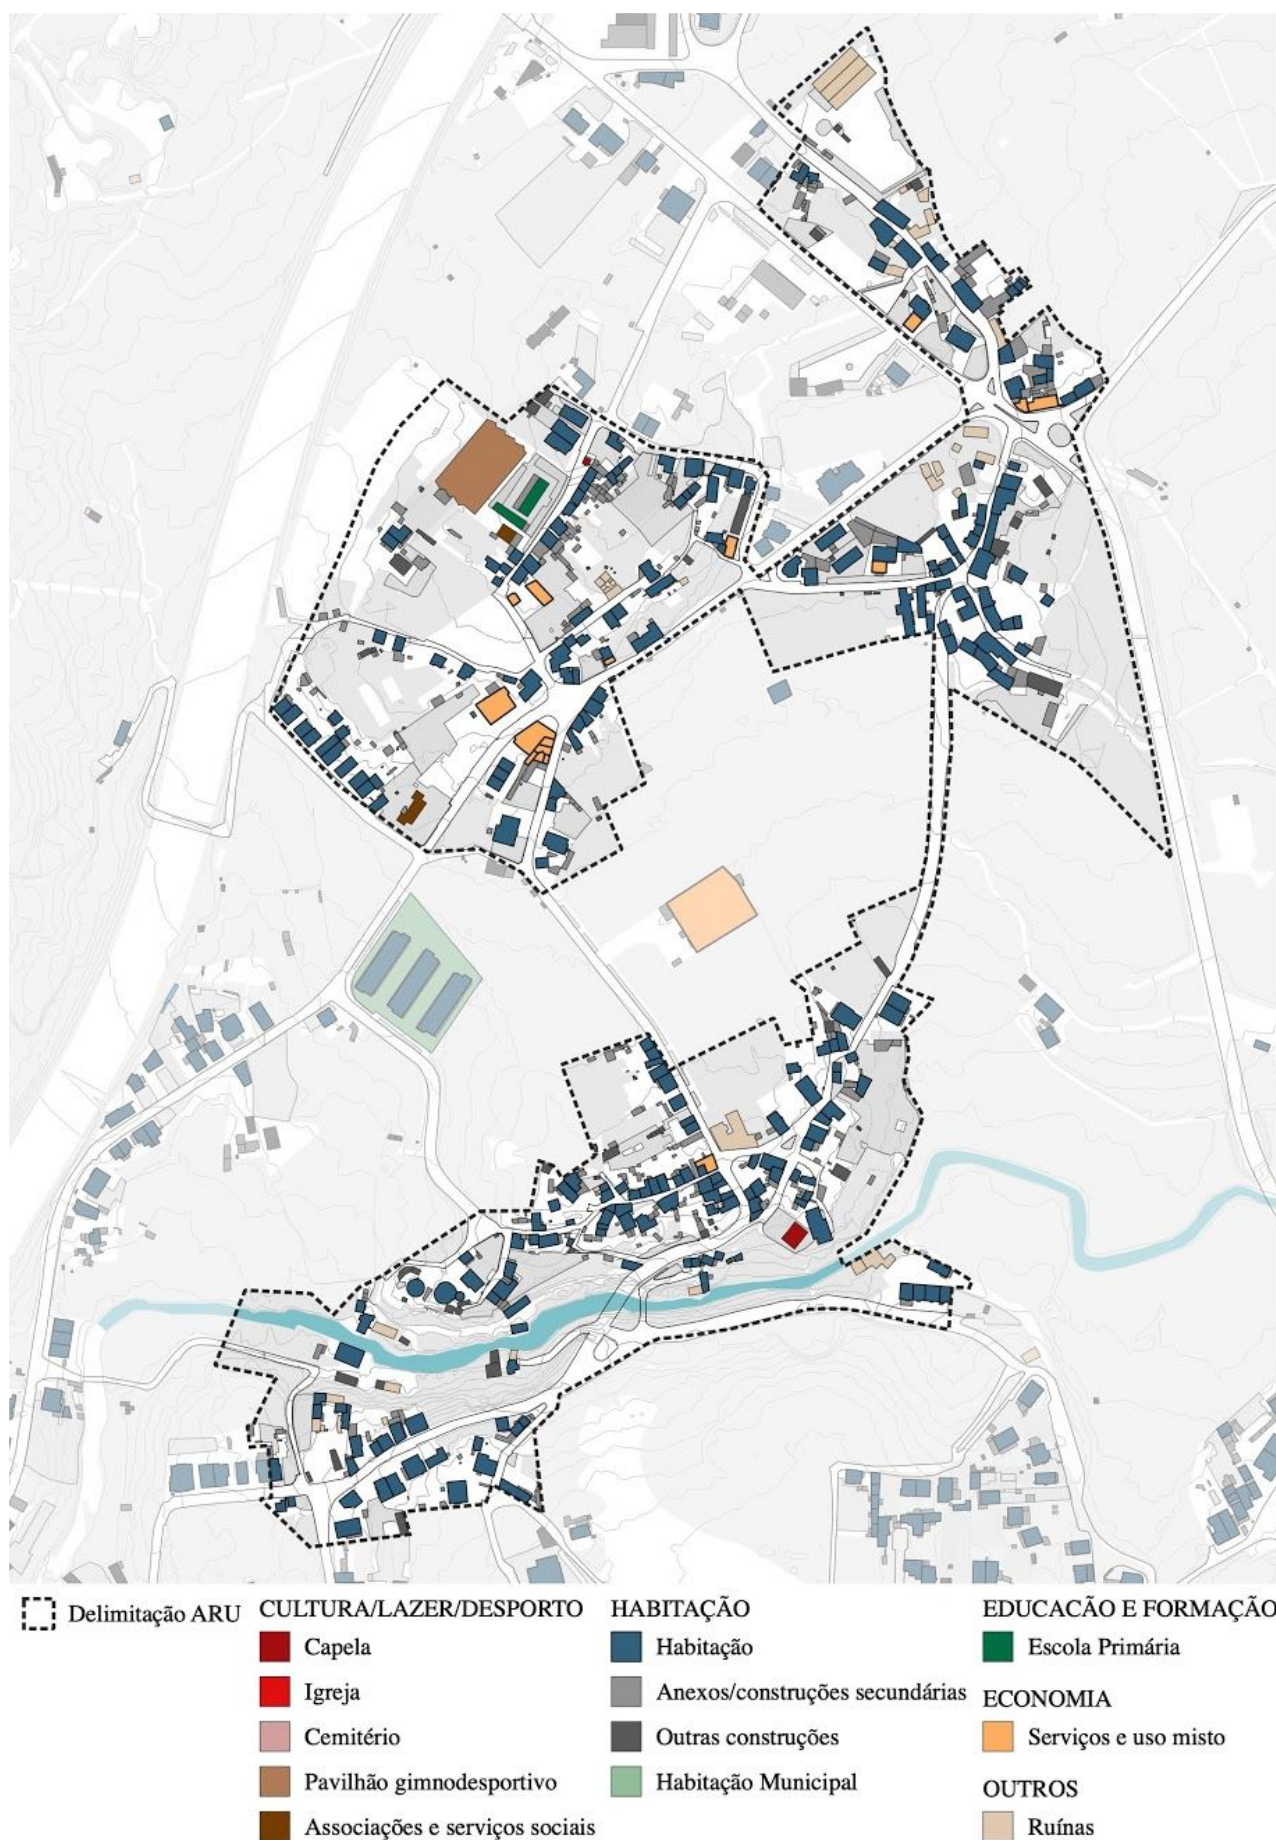 Delimitação ARU
CULTURA/LAZER/DESPORTO
Capela
Igreja
Cemitério
Pavilhão gimnodesportivo
Associações e serviços sociais
HABITAÇÃO
Habitação
Anexos/construções secundárias
Outras construções
Habitação Municipal
EDUCACÃO E FORMAÇÃO
Escola Primária
ECONOMIA
Serviços e uso misto
OUTROS
Ruínas